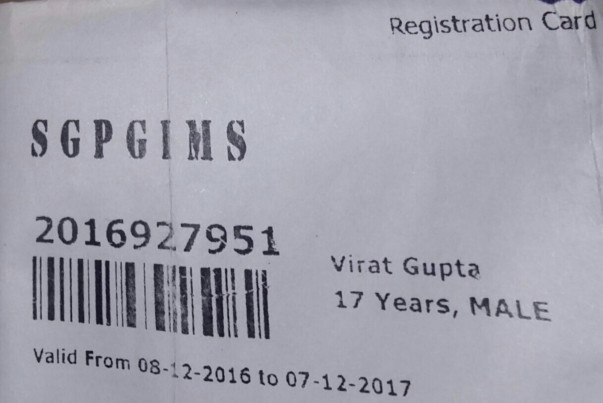 Registration Card
SGPGIMS
2016927951
Virat Gupta
17 Years, MALE
Valid From 08-12-2016 to 07-12-2017